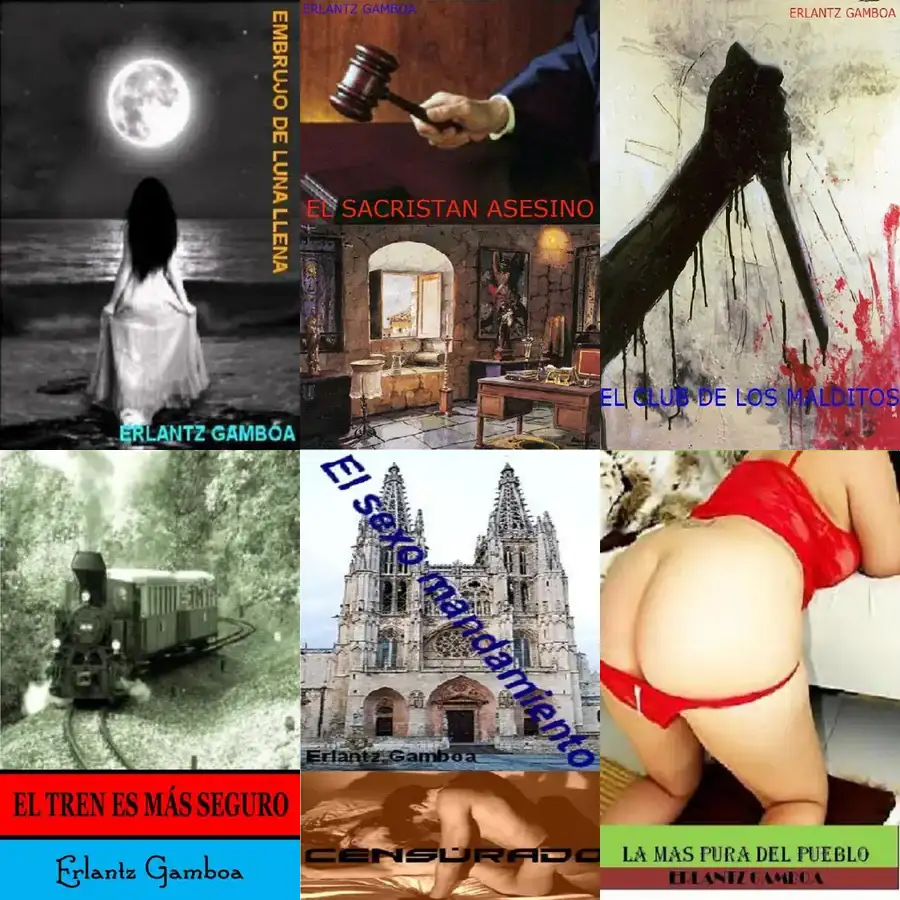 EMBRUJO DE LUNA LLENA
ERLANTZ GAMBOA
ERLANTZ GAMBOA
EL SACRISTAN ASESINO
ERLANTZ GAMBOA
EL CLUB DE LOS MALDITOS
EL TREN ES MÁS SEGURO
Erlantz Gamboa
El sexo mandamiento
Erlantz Gamboa
CENSURADO
LA MAS PURA DEL PUEBLO
ERLANTZ GAMBOA